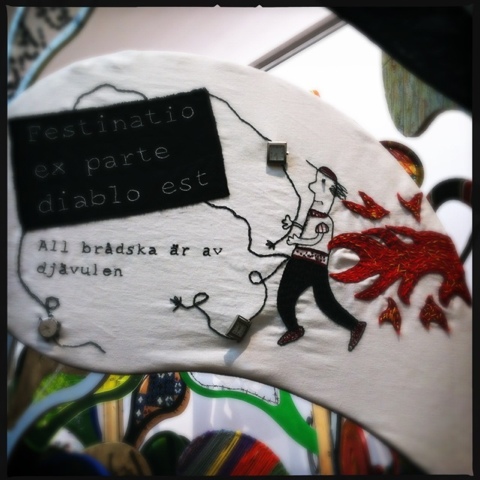 Festinatio
ex parte
diablo est
All brådska är av
djävulen